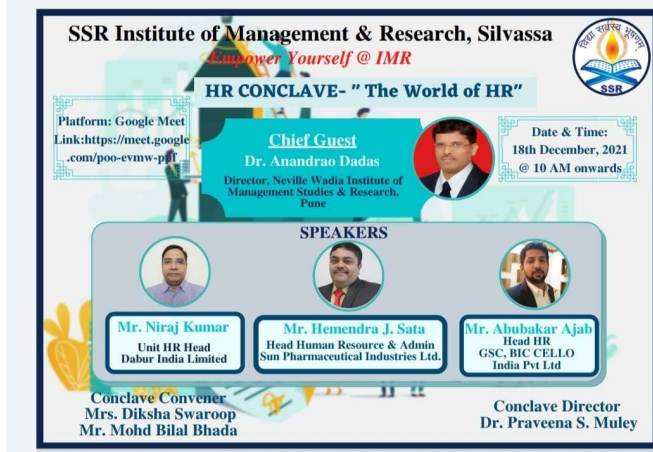 SSR Institute of Management & Research, Silvassa
Empower Yourself @ IMR
HR CONCLAVE- " The World of HR"
Platform: Google Meet
Link:https://meet.google
.com/poo-evmw-
Chief Guest
Dr. Anandrao Dadas
Director, Neville Wadia Institute of
Management Studies & Research,
Pune
Date & Time:
18th December, 2021
@ 10 AM onwards
विद्या सर्वस्य भूषणम्
SSR
SPEAKERS
Mr. Niraj Kumar
Unit HR Head
Dabur India Limited
Mr. Hemendra J. Sata
Head Human Resource & Admin
Sun Pharmaceutical Industries Ltd.
Mr. Abubakar Ajab
Head HR
GSC, BIC CELLO
India Pvt Ltd
Conclave Convener
Mrs. Diksha Swaroop
Mr. Mohd Bilal Bhada
Conclave Director
Dr. Praveena S. Muley